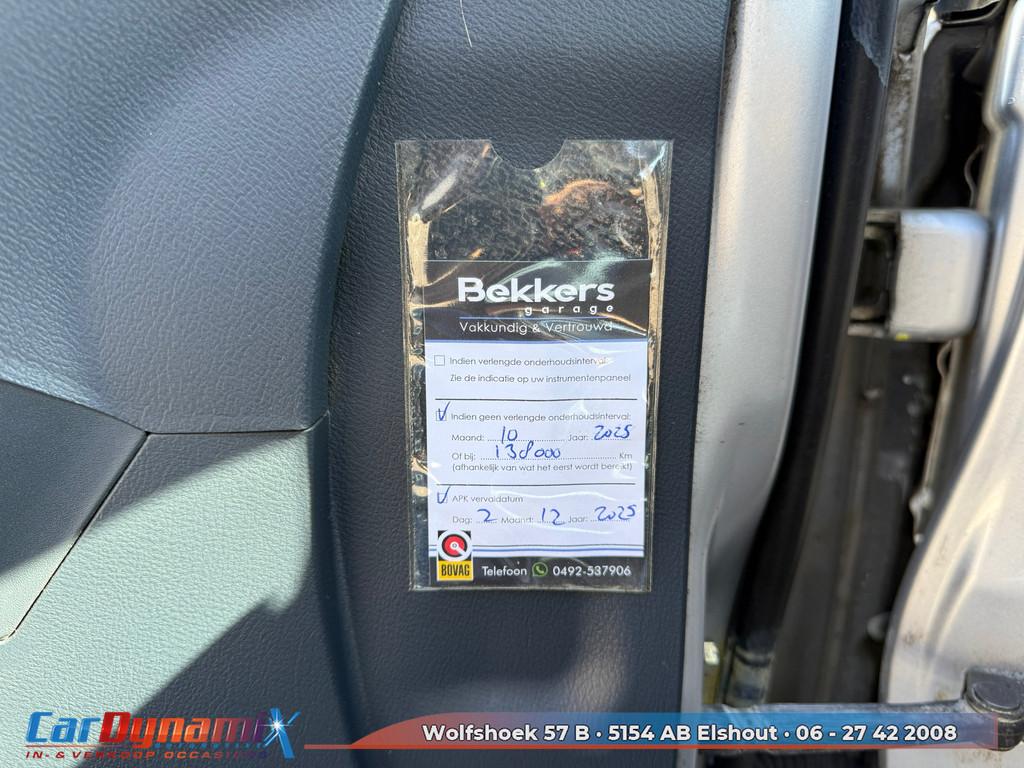 Bekkers
garage
Vakkundig & Vertrouwd
Indien verlengde onderhoudsinterval:
Zie de indicatie op uw instrumentenpaneel
Indien geen verlengde onderhoudsinterval:
Maand: 10 Jaar: 2025
Of bij: 138000 Km
(afhankelijk van wat het eerst wordt bereikt)
APK vervaldatum
Dag: 2 Maand: 12 Jaar: 2025
BOVAG Telefoon 0492-537906
CarDynamiX
IN- & VERKOOP OCCASIONS
Wolfshoek 57 B • 5154 AB Elshout • 06 - 27 42 2008